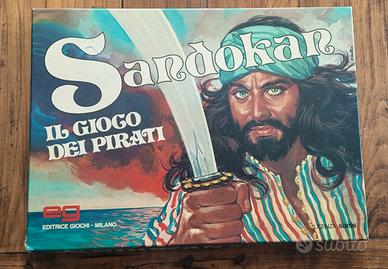 Sandokan
IL GIOCO
DEI PIRATI
eg
EDITRICE GIOCHI - MILANO
subito